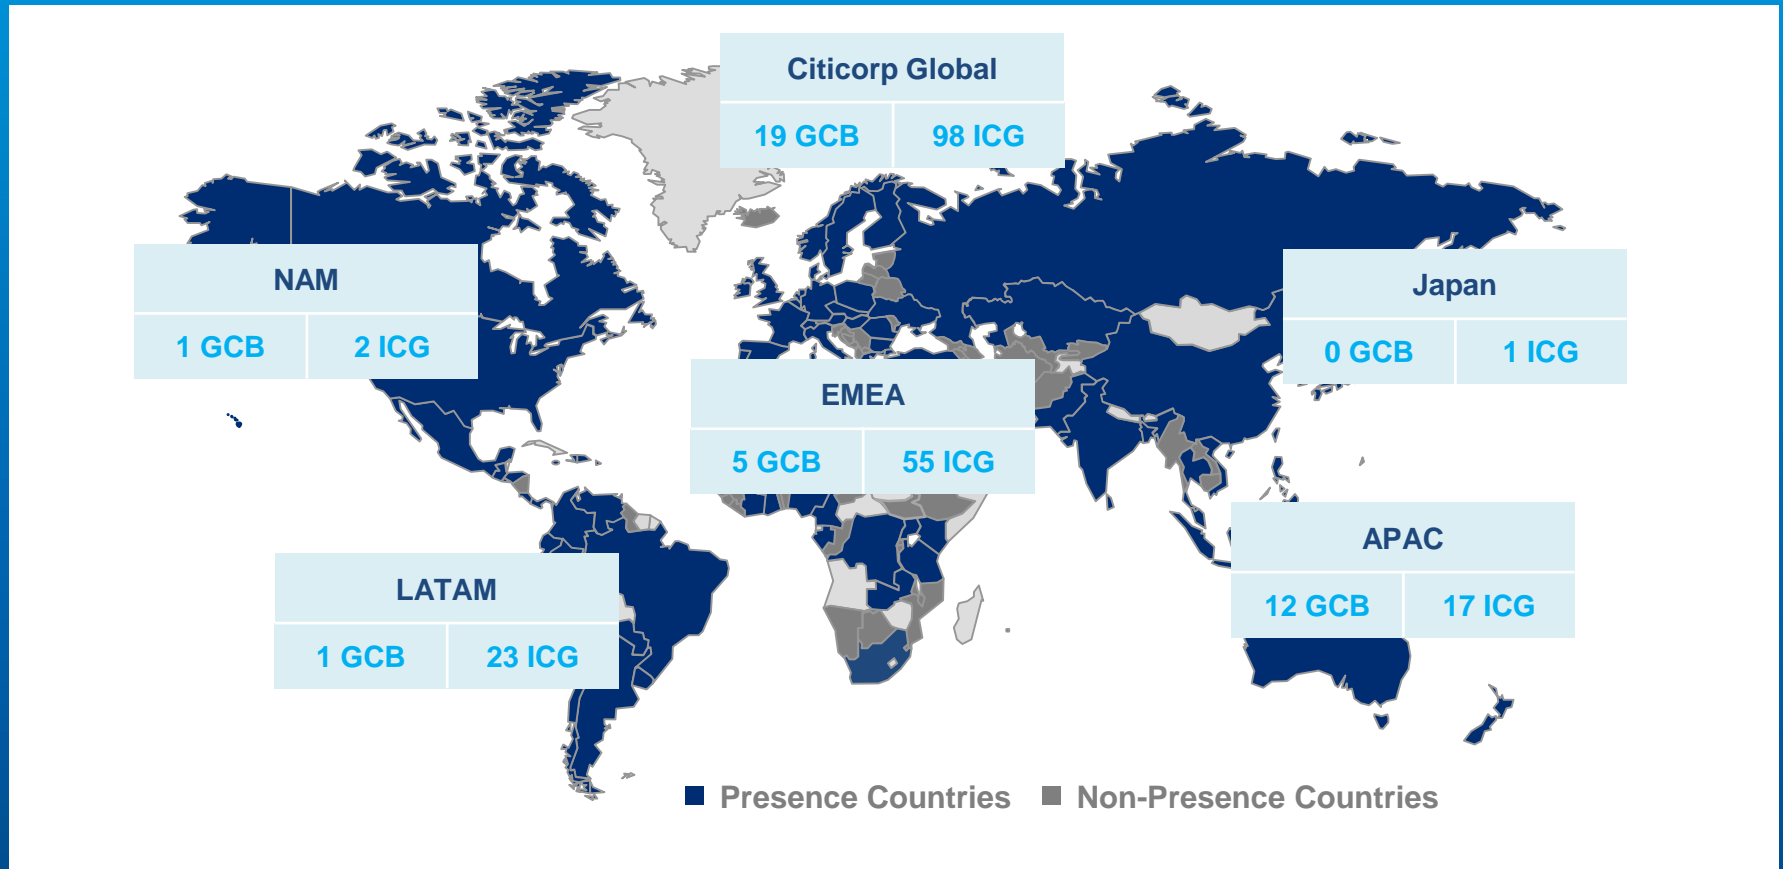 Citicorp Global
19 GCB 98 ICG
NAM
1 GCB 2 ICG
Japan
0 GCB 1 ICG
EMEA
5 GCB 55 ICG
APAC
12 GCB 17 ICG
LATAM
1 GCB 23 ICG
Presence Countries Non-Presence Countries